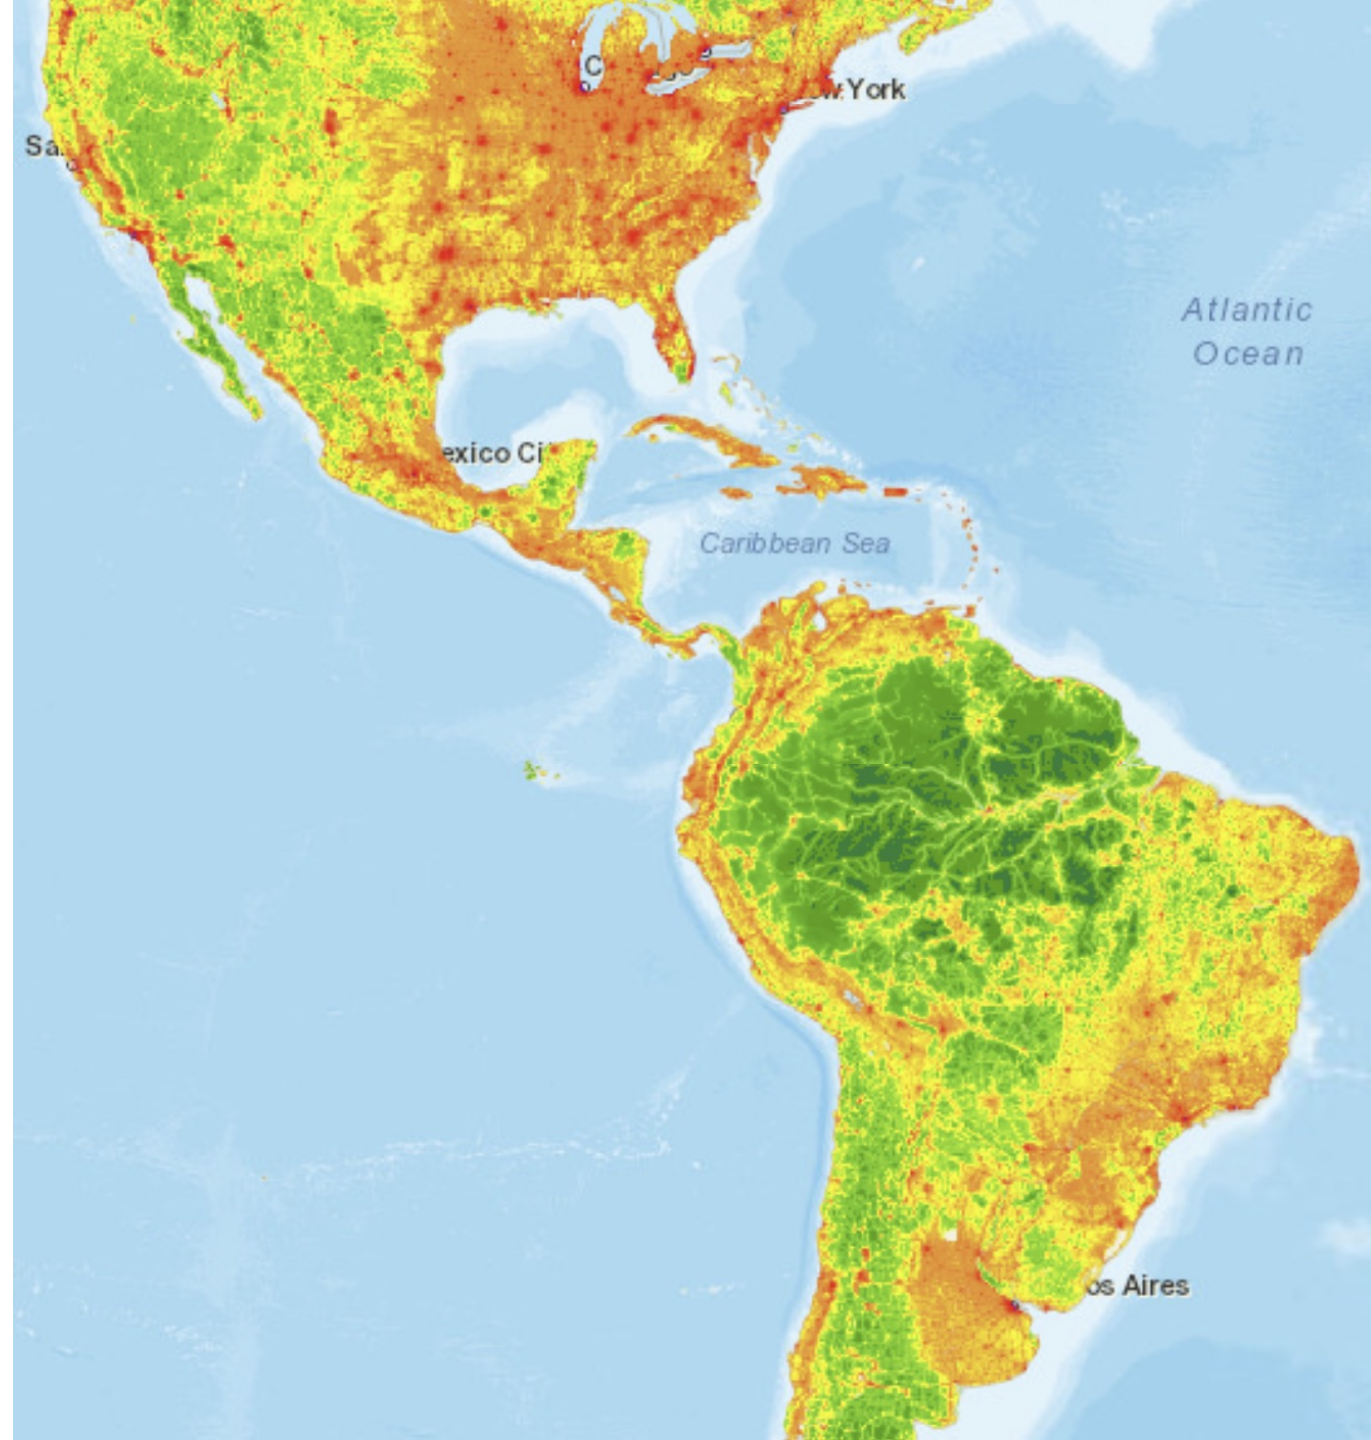 C
York
Sa
Atlantic
Ocean
exico Ci
Caribbean Sea
os Aires